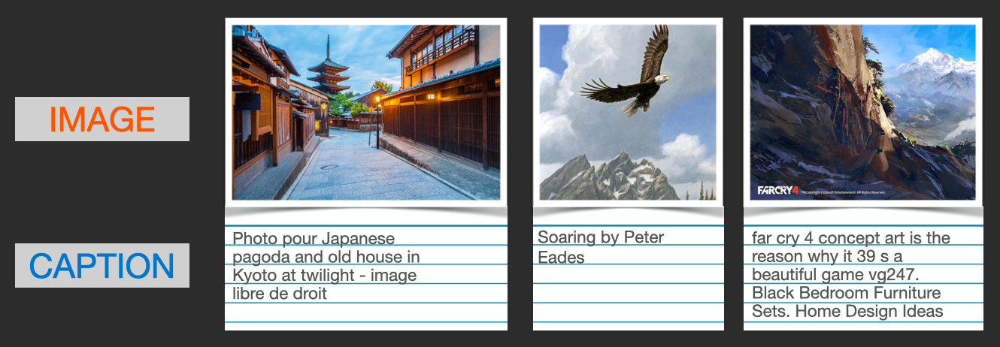 IMAGE
CAPTION
Photo pour Japanese
pagoda and old house in
Kyoto at twilight - image
libre de droit
Soaring by Peter
Eades
FARCRY4 Copyright Ubisoft Entertainment. All Rights Reserved.
far cry 4 concept art is the
reason why it 39 s a
beautiful game vg247.
Black Bedroom Furniture
Sets. Home Design Ideas